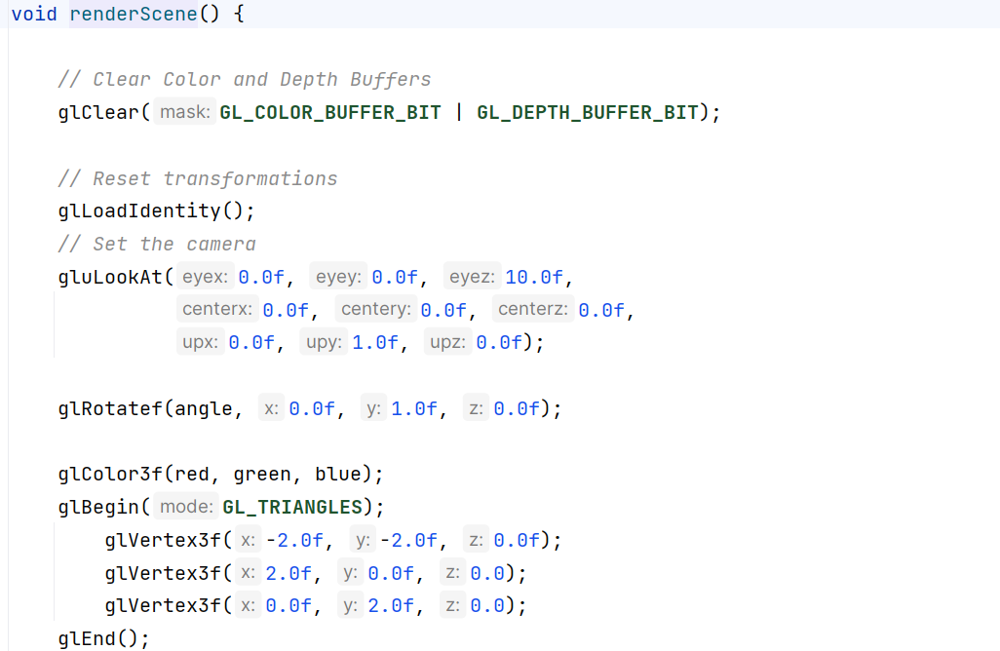 void renderScene() {
// Clear Color and Depth Buffers
glClear( mask: GL_COLOR_BUFFER_BIT | GL_DEPTH_BUFFER_BIT);
// Reset transformations
glLoadIdentity();
// Set the camera
gluLookAt( eyex: 0.0f, eyey: 0.0f, eyez: 10.0f,
centerx: 0.0f, centery: 0.0f, centerz: 0.0f,
upx: 0.0f, upy: 1.0f, upz: 0.0f);
glRotatef(angle, x: 0.0f, y: 1.0f, z: 0.0f);
glColor3f(red, green, blue);
glBegin( mode: GL_TRIANGLES);
glVertex3f( x: -2.0f, y: -2.0f, z: 0.0f);
glVertex3f( x: 2.0f, y: 0.0f, z: 0.0);
glVertex3f( x: 0.0f, y: 2.0f, z: 0.0);
glEnd();